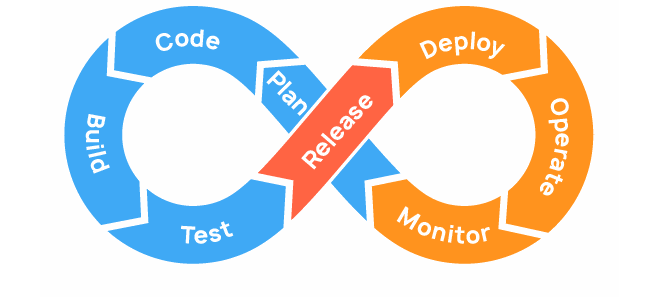 Plan
Code
Build
Test
Release
Deploy
Operate
Monitor